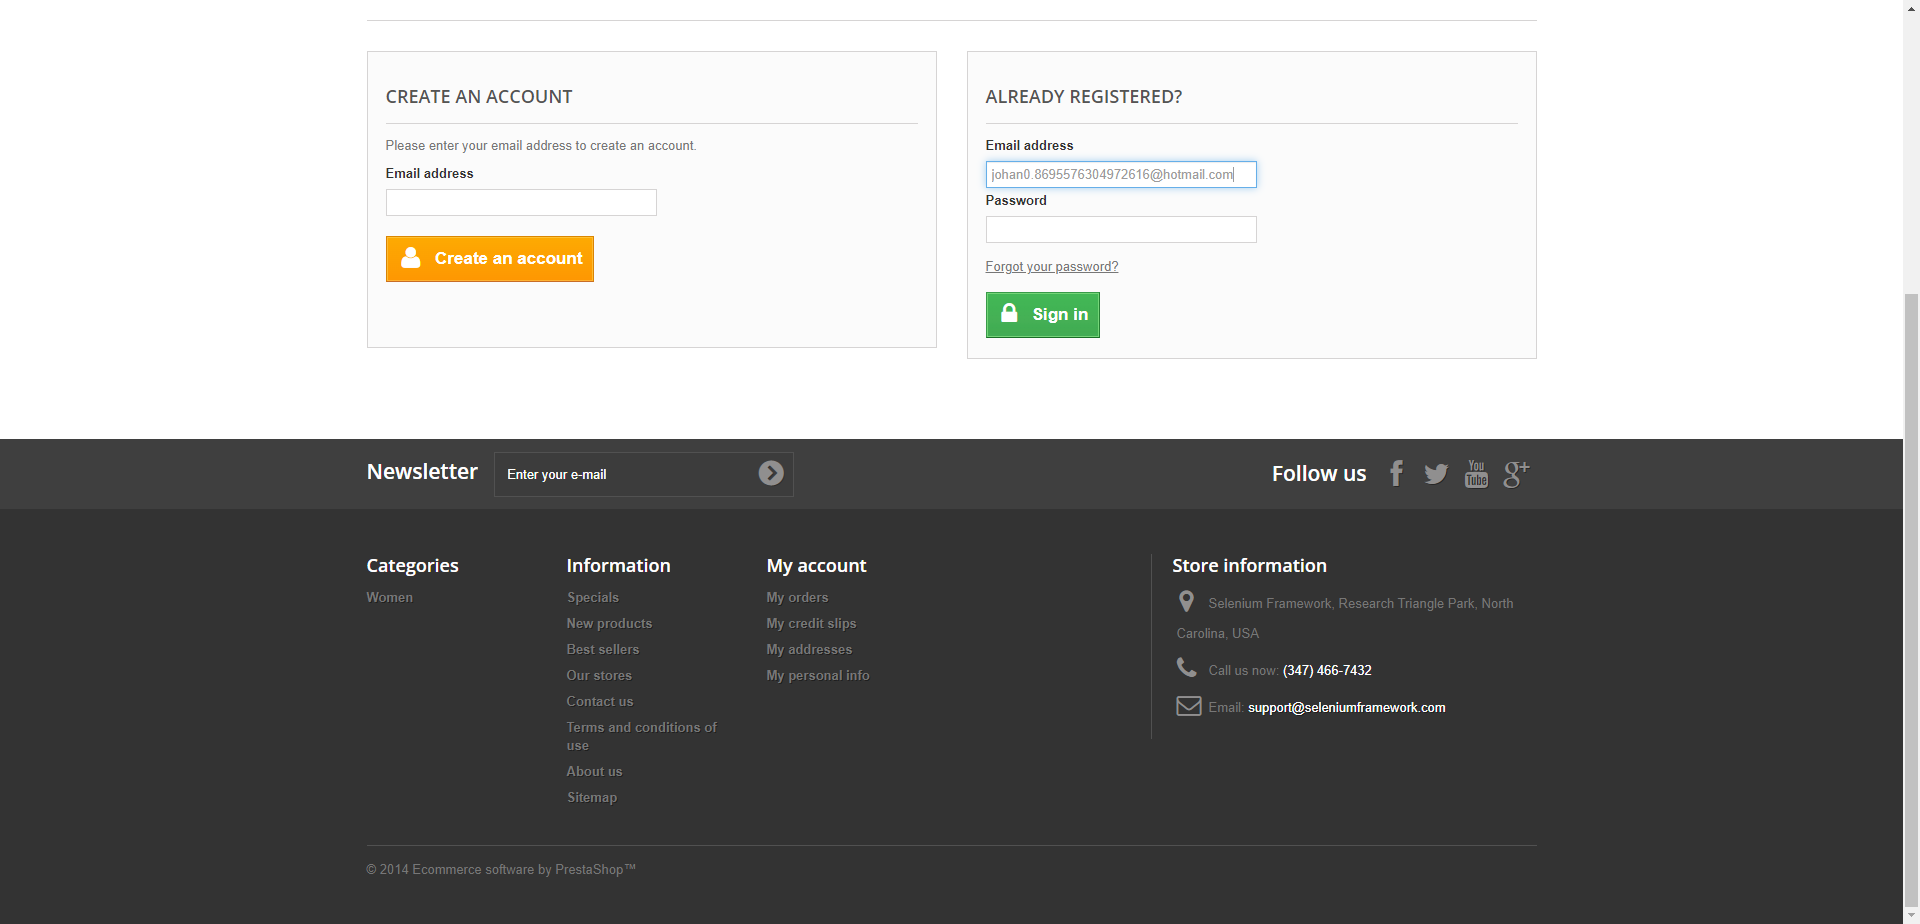 CREATE AN ACCOUNT
Please enter your email address to create an account.
Email address
Create an account
ALREADY REGISTERED?
Email address
johan0.8695576304972616@hotmail.com
Password
Forgot your password?
Sign in
Newsletter
Enter your e-mail
Follow us
You
Tube
g+
Categories
Women
Information
Specials
New products
Best sellers
Our stores
Contact us
Terms and conditions of
use
About us
Sitemap
My account
My orders
My credit slips
My addresses
My personal info
Store information
Selenium Framework, Research Triangle Park, North
Carolina, USA
Call us now: (347) 466-7432
Email: support@seleniumframework.com
© 2014 Ecommerce software by PrestaShop™